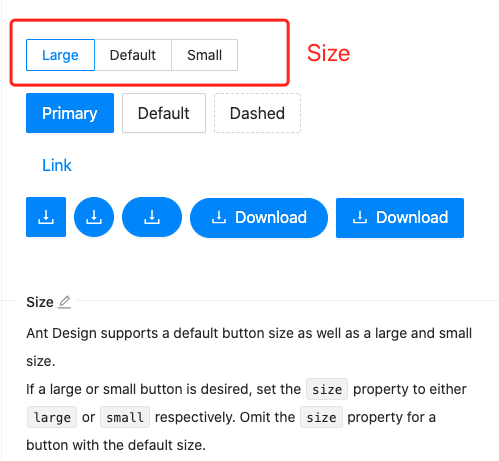 Large Default Small Size
Primary Default Dashed
Link
Download Download
Size
Ant Design supports a default button size as well as a large and small
size.
If a large or small button is desired, set the size property to either
large or small respectively. Omit the size property for a
button with the default size.